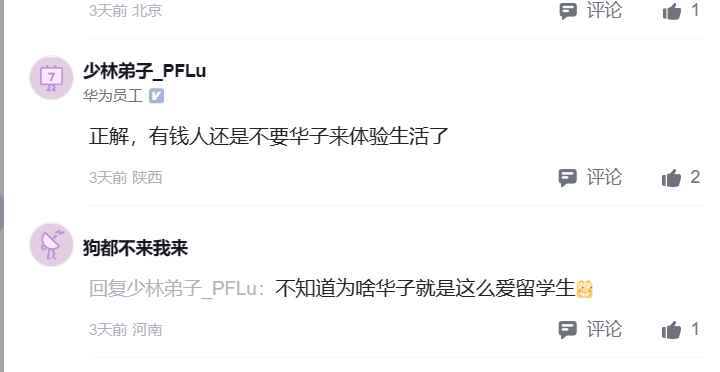 3天前 北京 评论 1
7
少林弟子_PFLu
华为员工 V
正解，有钱人还是不要华子来体验生活了
3天前 陕西 评论 2
狗都不来我来
回复少林弟子_PFLu：不知道为啥华子就是这么爱留学生
3天前 河南 评论 1